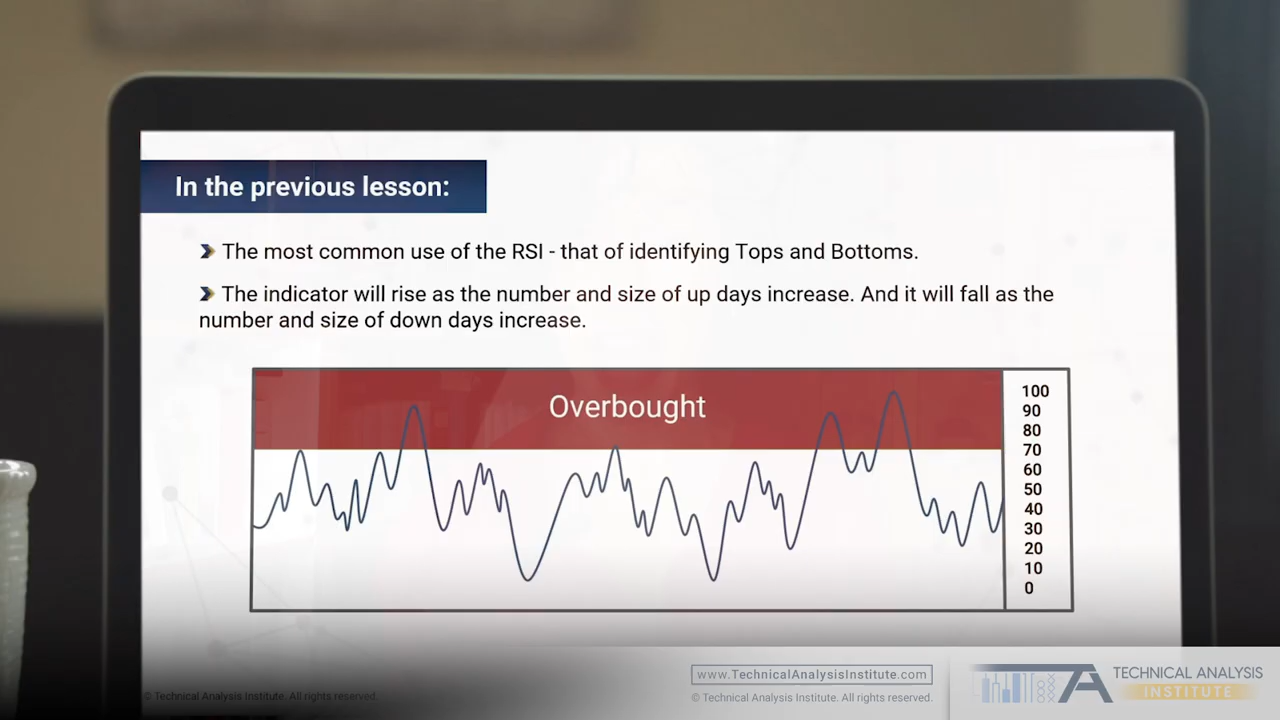 In the previous lesson:
The most common use of the RSI - that of identifying Tops and Bottoms.
The indicator will rise as the number and size of up days increase. And it will fall as the
number and size of down days increase.
Overbought
100
90
80
70
60
50
40
30
20
10
0
www.TechnicalAnalysisInstitute.com
© Technical Analysis Institute. All rights reserved.
© Technical Analysis Institute. All rights reserved.
TA
TECHNICAL ANALYSIS
INSTITUTE